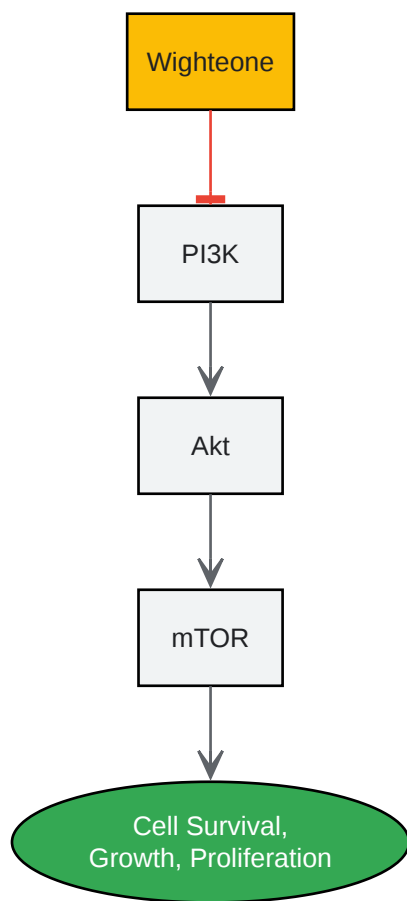 Wighteone
PI3K
Akt
mTOR
Cell Survival,
Growth, Proliferation